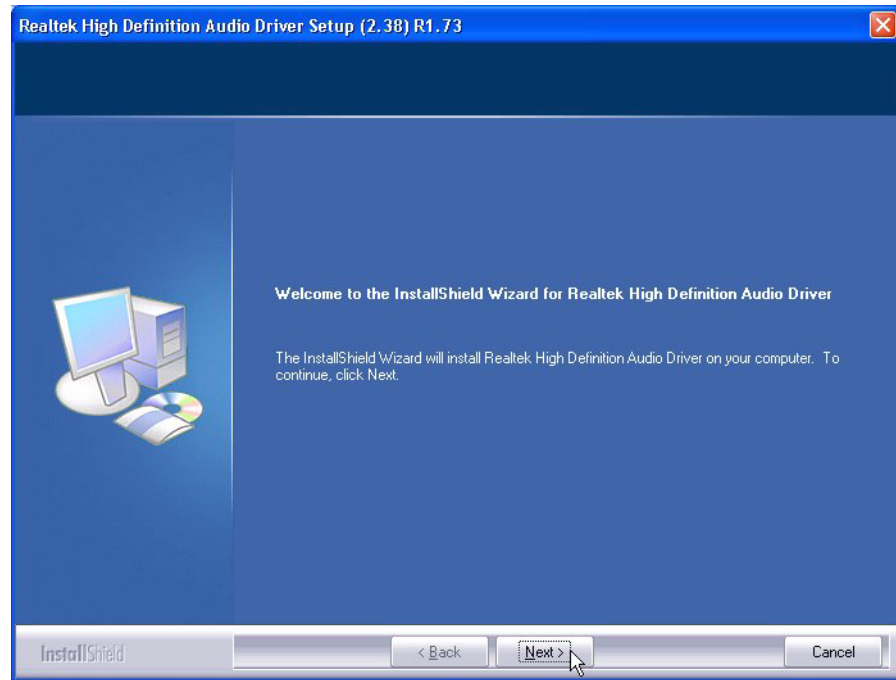 Realtek High Definition Audio Driver Setup (2.38) R1.73
Welcome to the InstallShield Wizard for Realtek High Definition Audio Driver
The InstallShield Wizard will install Realtek High Definition Audio Driver on your computer. To
continue, click Next.
InstallShield
< Back
Next >
Cancel